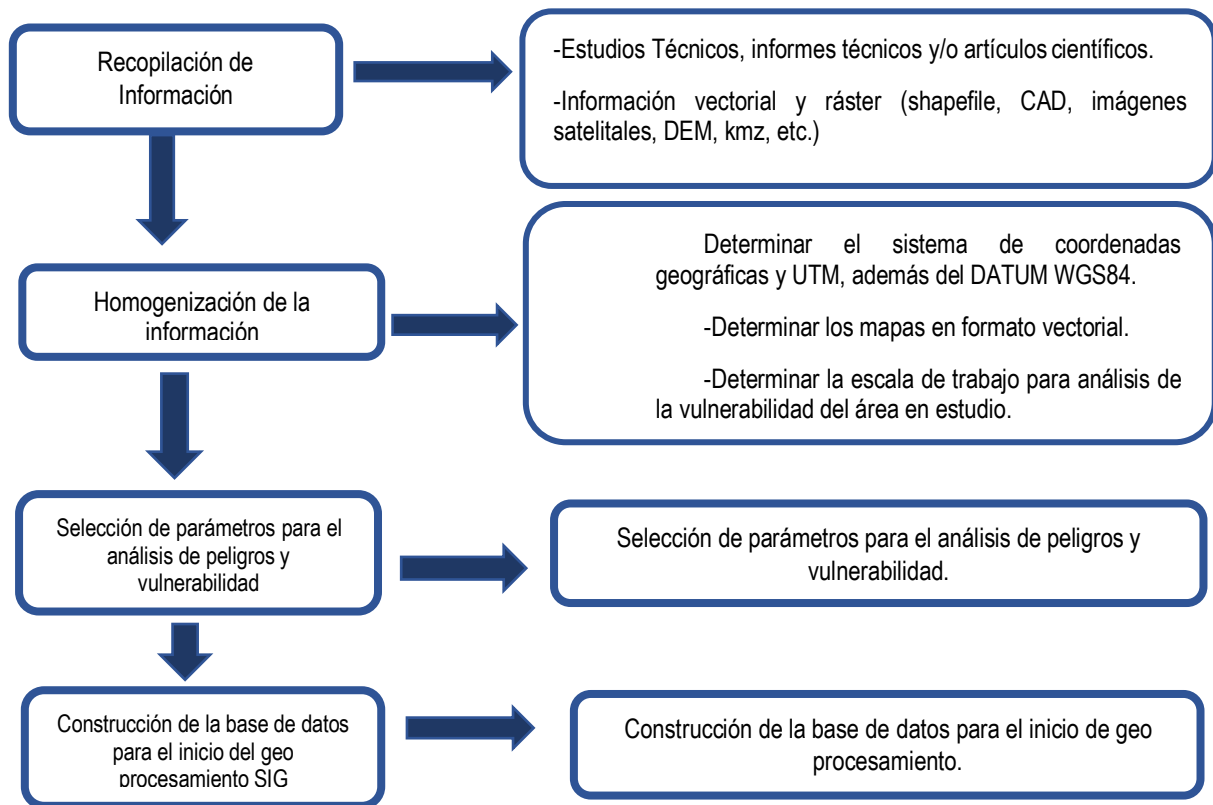 Recopilación de
Información
-Estudios Técnicos, informes técnicos y/o artículos científicos.
-Información vectorial y ráster (shapefile, CAD, imágenes
satelitales, DEM, kmz, etc.)
Homogenización de la
información
Determinar el sistema de coordenadas
geográficas y UTM, además del DATUM WGS84.
-Determinar los mapas en formato vectorial.
-Determinar la escala de trabajo para análisis de
la vulnerabilidad del área en estudio.
Selección de parámetros para el
análisis de peligros y
vulnerabilidad
Selección de parámetros para el análisis de peligros y
vulnerabilidad.
Construcción de la base de datos
para el inicio del geo
procesamiento SIG
Construcción de la base de datos para el inicio de geo
procesamiento.